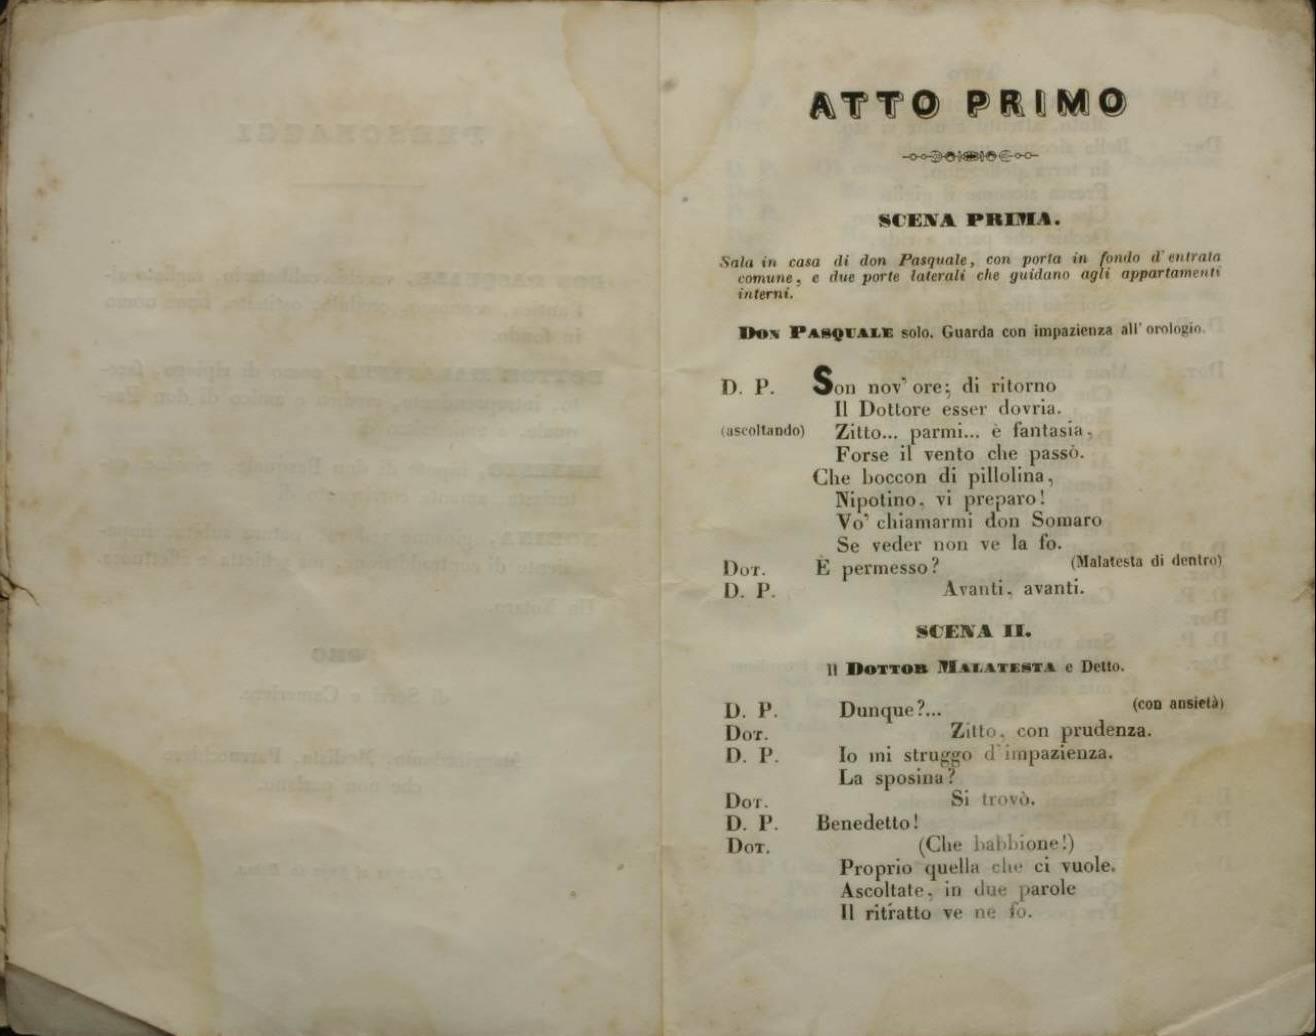 ATTO PRIMO
SCENA PRIMA.
Sala in casa di don Pasquale, con porta in fondo d'entrata
comune, e due porte laterali che guidano agli appartamenti
interni.
DON PASQUALE solo. Guarda con impazienza all'orologio.
D. P. Son nov' ore; di ritorno
Il Dottore esser dovria.
(ascoltando) Zitto... parmi... è fantasia,
Forse il vento che passò.
Che boccon di pillolina,
Nipotino, vi preparo!
Vo' chiamarmi don Somaro
Se veder non ve la fo.
DOT. È permesso? (Malatesta di dentro)
D. P. Avanti, avanti.
SCENA II.
Il DOTTOR MALATESTA e Detto.
D. P. Dunque?... (con ansietà)
DOT. Zitto, con prudenza.
D. P. Io mi struggo d'impazienza.
La sposina?
DOT. Si trovò.
D. P. Benedetto!
DOT. (Che babbione!)
Proprio quella che ci vuole.
Ascoltate, in due parole
Il ritratto ve ne fo.